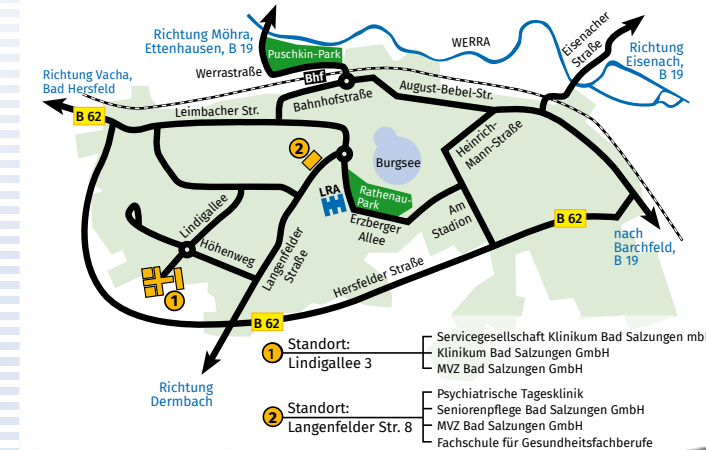 Richtung Möhra,
Ettenhausen, B 19
Puschkin-Park
WERRA
Eisenacher
Straße
Richtung
Eisenach,
B 19
Werrastraße
Bhf
Richtung Vacha,
Bad Hersfeld
B 62
Leimbacher Str.
Bahnhofstraße
August-Bebel-Str.
Heinrich-
Mann-Straße
2
Burgsee
LRA
Rathenau-
Park
Erzberger
Allee
Am
Stadion
B 62
nach
Barchfeld,
B 19
Lindigallee
Höhenweg
Langenfelder
Straße
Hersfelder Straße
1
B 62
Richtung
Dermbach
1
Standort:
Lindigallee 3
Servicegesellschaft Klinikum Bad Salzungen mb
Klinikum Bad Salzungen GmbH
MVZ Bad Salzungen GmbH
2
Standort:
Langenfelder Str. 8
Psychiatrische Tagesklinik
Seniorenpflege Bad Salzungen GmbH
MVZ Bad Salzungen GmbH
Fachschule für Gesundheitsfachberufe